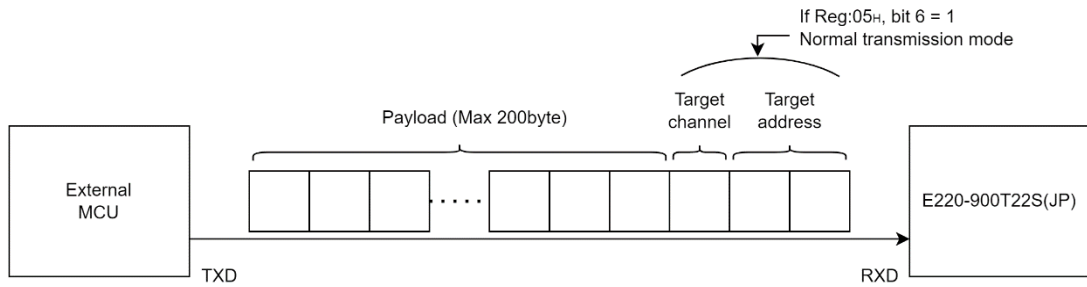 If Reg:05H, bit 6 = 1
Normal transmission mode
Payload (Max 200byte)
Target
channel
Target
address
External
MCU
E220-900T22S(JP)
TXD
RXD